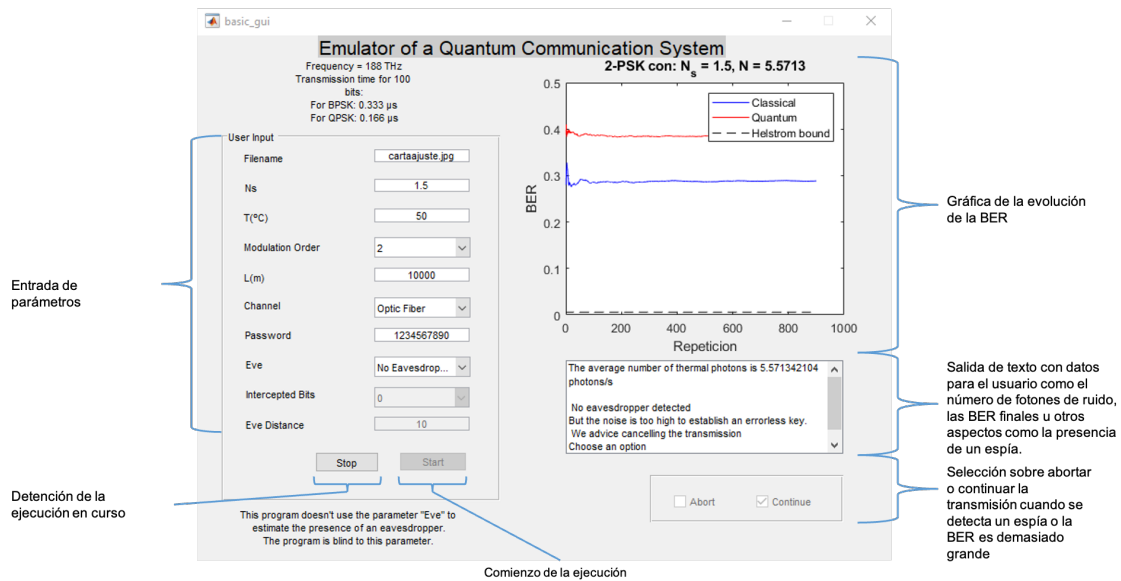 basic_gui
Emulator of a Quantum Communication System
Frequency = 188 THz
Transmission time for 100
bits:
For BPSK: 0.333 µs
For QPSK: 0.166 µs
User Input
Filename
cartaajuste.jpg
Ns
1.5
T(ºC)
50
Modulation Order
2
L(m)
10000
Channel
Optic Fiber
Password
1234567890
Eve
No Eavesdrop...
Intercepted Bits
0
Eve Distance
10
Stop
Start
This program doesn't use the parameter "Eve" to
estimate the presence of an eavesdropper.
The program is blind to this parameter.
2-PSK con: Ns = 1.5, N = 5.5713
Classical
Quantum
Helstrom bound
0.5
0.4
0.3
0.2
0.1
0
BER
0
200
400
600
800
1000
Repeticion
The average number of thermal photons is 5.571342104
photons/s
No eavesdropper detected
But the noise is too high to establish an errorless key.
We advice cancelling the transmission
Choose an option
Abort
Continue
Entrada de
parámetros
Detención de la
ejecución en curso
Comienzo de la ejecución
Gráfica de la evolución
de la BER
Salida de texto con datos
para el usuario como el
número de fotones de ruido,
las BER finales u otros
aspectos como la presencia
de un espía.
Selección sobre abortar
o continuar la
transmisión cuando se
detecta un espía o la
BER es demasiado
grande